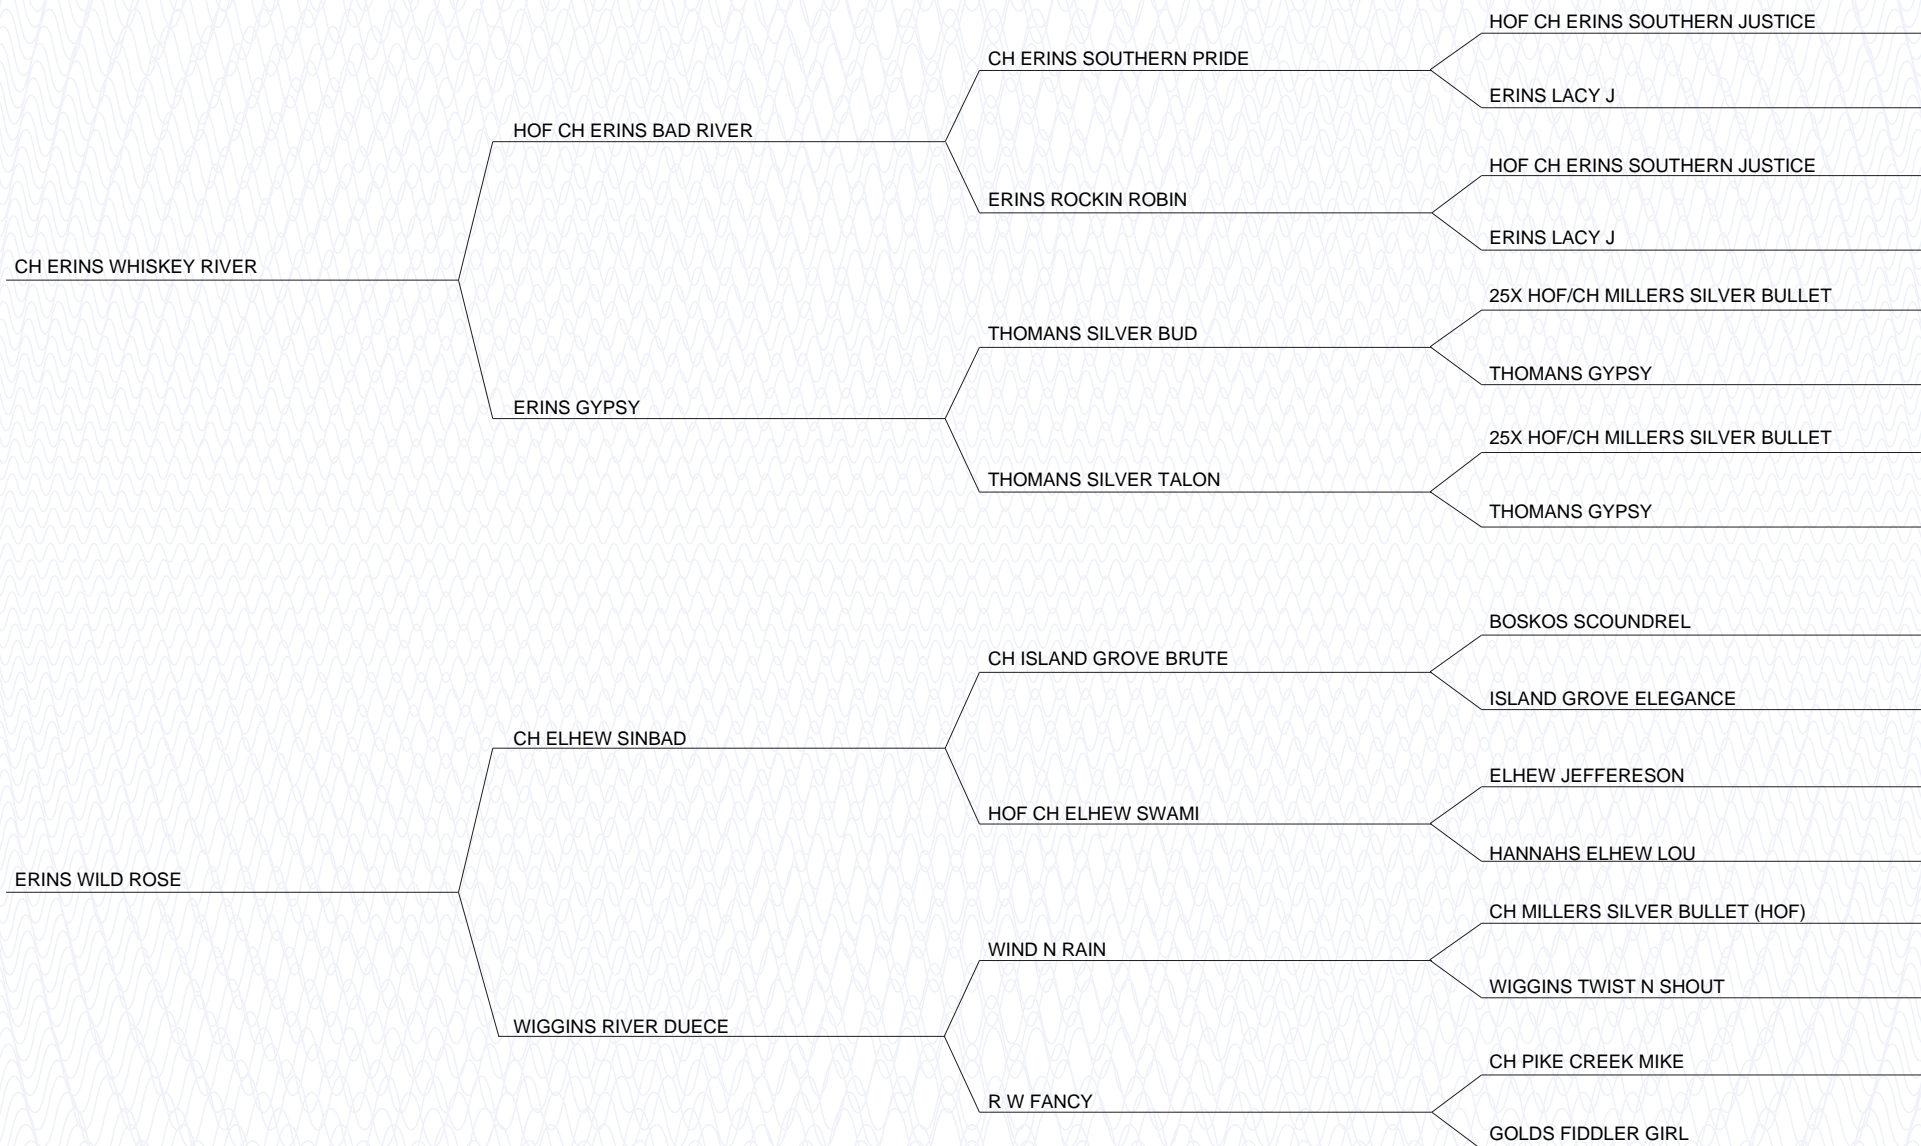 HOF CH ERINS SOUTHERN JUSTICE
CH ERINS SOUTHERN PRIDE
ERINS LACY J
HOF CH ERINS BAD RIVER
HOF CH ERINS SOUTHERN JUSTICE
ERINS ROCKIN ROBIN
ERINS LACY J
CH ERINS WHISKEY RIVER
25X HOF/CH MILLERS SILVER BULLET
THOMANS SILVER BUD
THOMANS GYPSY
ERINS GYPSY
25X HOF/CH MILLERS SILVER BULLET
THOMANS SILVER TALON
THOMANS GYPSY
BOSKOS SCOUNDREL
CH ISLAND GROVE BRUTE
ISLAND GROVE ELEGANCE
CH ELHEW SINBAD
ELHEW JEFFERESON
HOF CH ELHEW SWAMI
HANNAHS ELHEW LOU
ERINS WILD ROSE
CH MILLERS SILVER BULLET (HOF)
WIND N RAIN
WIGGINS TWIST N SHOUT
WIGGINS RIVER DUECE
CH PIKE CREEK MIKE
R W FANCY
GOLDS FIDDLER GIRL